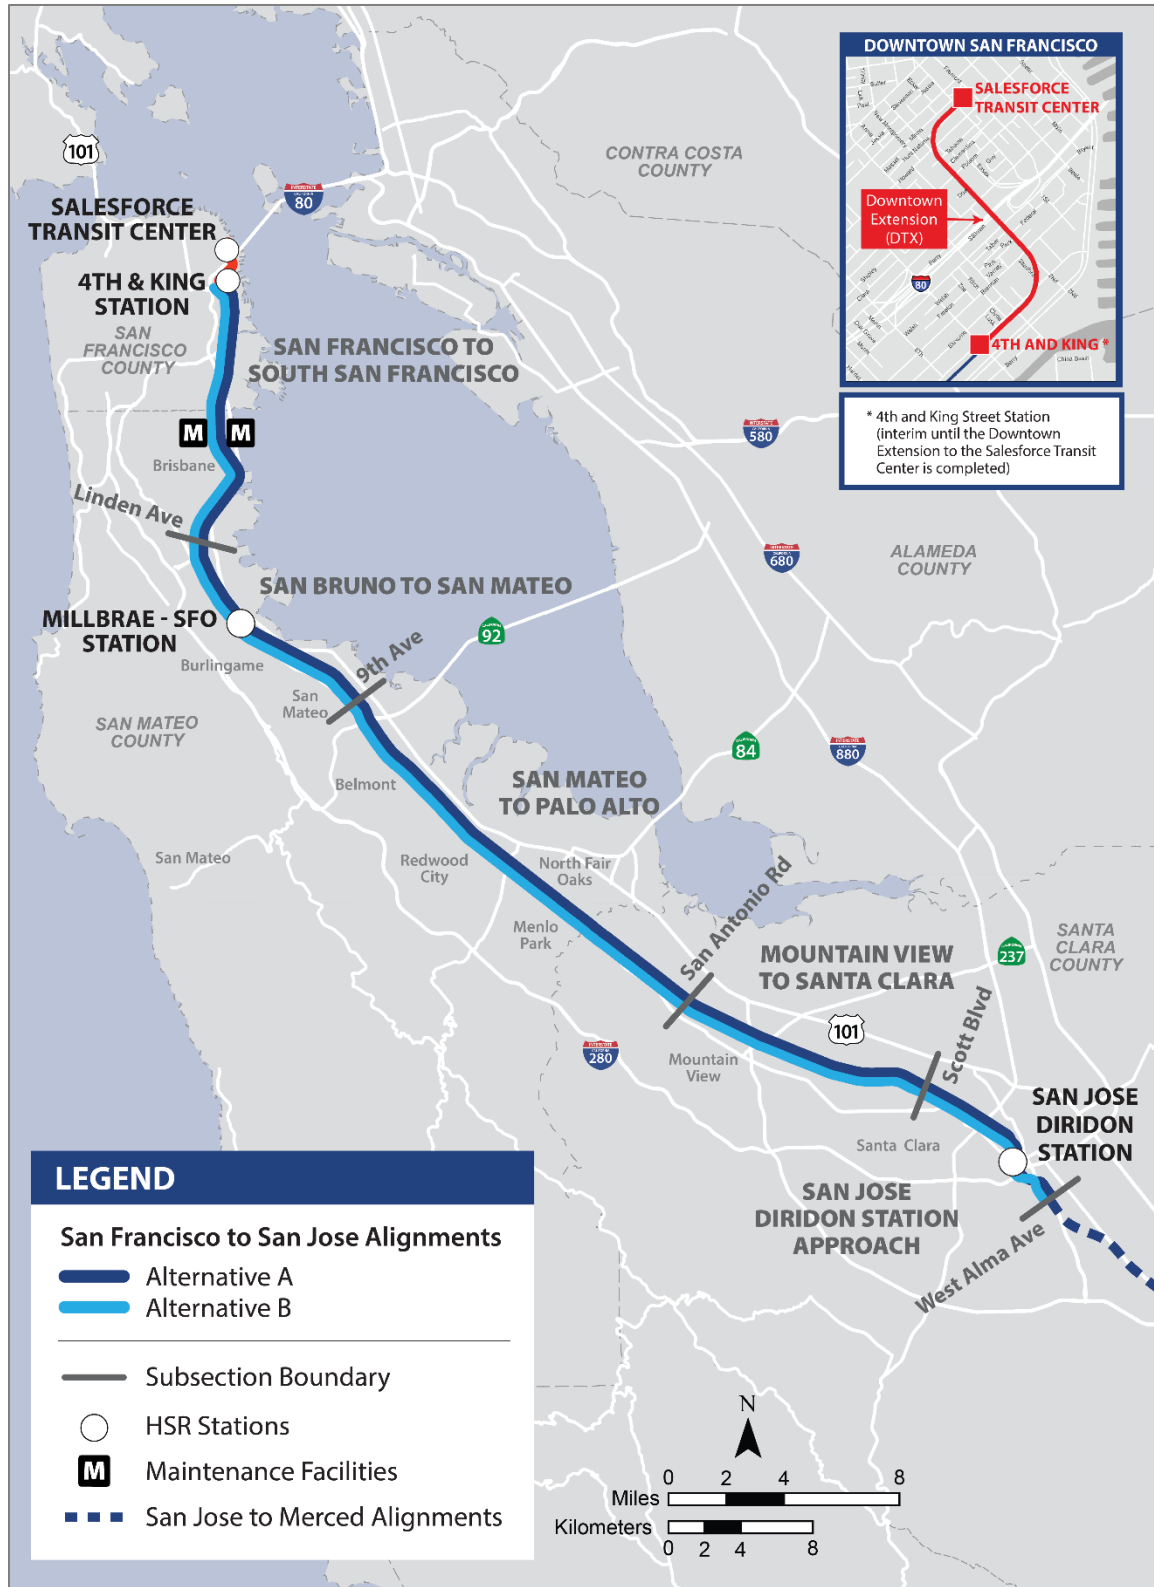 101
SALESFORCE
TRANSIT CENTER
INTERSTATE
CALIFORNIA
80
4TH & KING
STATION
SAN
FRANCISCO
COUNTY
CONTRA COSTA
COUNTY
SAN FRANCISCO TO
SOUTH SAN FRANCISCO
M
M
Brisbane
Linden Ave
580
680
ALAMEDA
COUNTY
SAN BRUNO TO SAN MATEO
MILLBRAE - SFO
STATION
92
9th Ave
Burlingame
San
Mateo
SAN MATEO
COUNTY
84
880
Belmont
SAN MATEO
TO PALO ALTO
San Mateo
Redwood
City
North Fair
Oaks
Menlo
Park
San Antonio Rd
SANTA
CLARA
COUNTY
237
MOUNTAIN VIEW
TO SANTA CLARA
101
280
Mountain
View
Scott Blvd
SAN JOSE
DIRIDON
STATION
Santa Clara
SAN JOSE
DIRIDON STATION
APPROACH
West Alma Ave
DOWNTOWN SAN FRANCISCO
SALESFORCE
TRANSIT CENTER
Downtown
Extension
(DTX)
80
4TH AND KING *
* 4th and King Street Station
(interim until the Downtown
Extension to the Salesforce Transit
Center is completed)
LEGEND
San Francisco to San Jose Alignments
Alternative A
Alternative B
Subsection Boundary
HSR Stations
M
Maintenance Facilities
San Jose to Merced Alignments
N
0 2 4 8
Miles
Kilometers
0 2 4 8